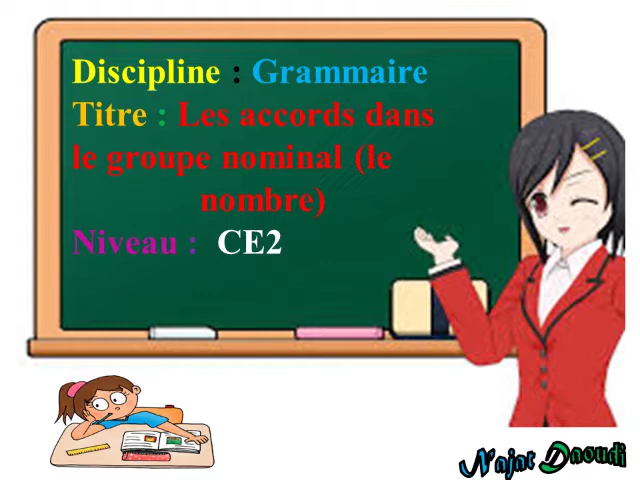 Discipline : Grammaire
Titre : Les accords dans
le groupe nominal (le
nombre)
Niveau : CE2
Najat Daoudi